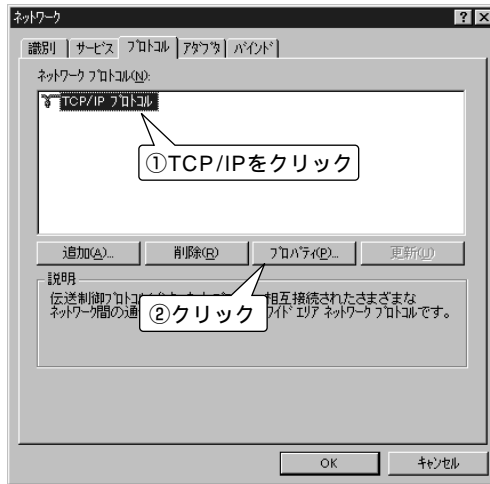 ネットワーク
識別 サービス プロトコル アダプタ バインド
ネットワーク プロトコル(N):
TCP/IP プロトコル
①TCP/IPをクリック
追加(A)... 削除(R) プロパティ(P)... 更新(U)
説明
伝送制御プロトコル 相互接続されたさまざまな
ネットワーク間の通 ワイド エリア ネットワーク プロトコルです。
②クリック
OK キャンセル